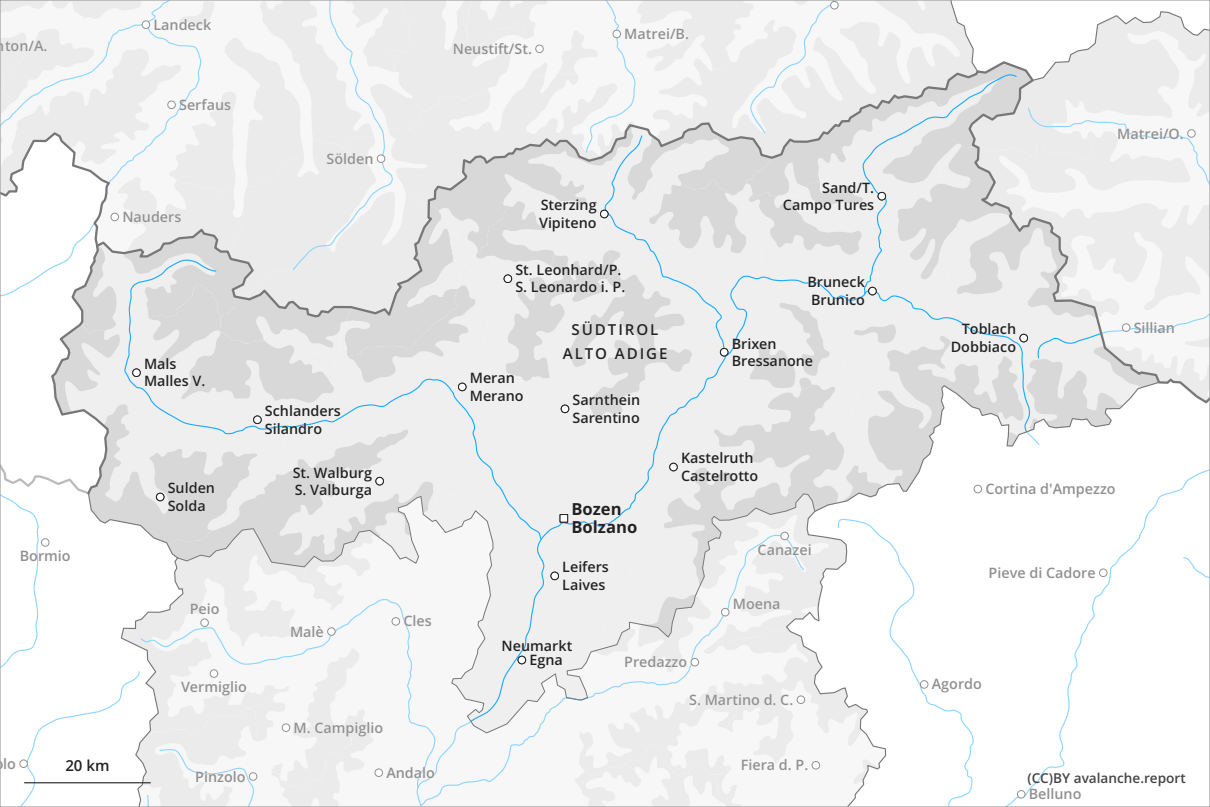 Landeck
nton/A.
Neustift/St.
Matrei/B.
Serfaus
Matrei/O.
Sölden
Nauders
Sand/T.
Campo Tures
Sterzing
Vipiteno
St. Leonhard/P.
S. Leonardo i. P.
Bruneck
Brunico
SÜDTIROL
ALTO ADIGE
Toblach
Dobbiaco
Sillian
Brixen
Bressanone
Mals
Malles V.
Meran
Merano
Sarnthein
Sarentino
Schlanders
Silandro
Kastelruth
Castelrotto
St. Walburg
S. Valburga
Sulden
Solda
Cortina d'Ampezzo
Bozen
Bolzano
Bormio
Canazei
Leifers
Laives
Pieve di Cadore
Peio
Moena
Malè
Cles
Neumarkt
Egna
Predazzo
Vermiglio
Agordo
S. Martino d. C.
M. Campiglio
20 km
olo
Pinzolo
Andalo
Fiera d. P.
(CC)BY avalanche.report
Belluno